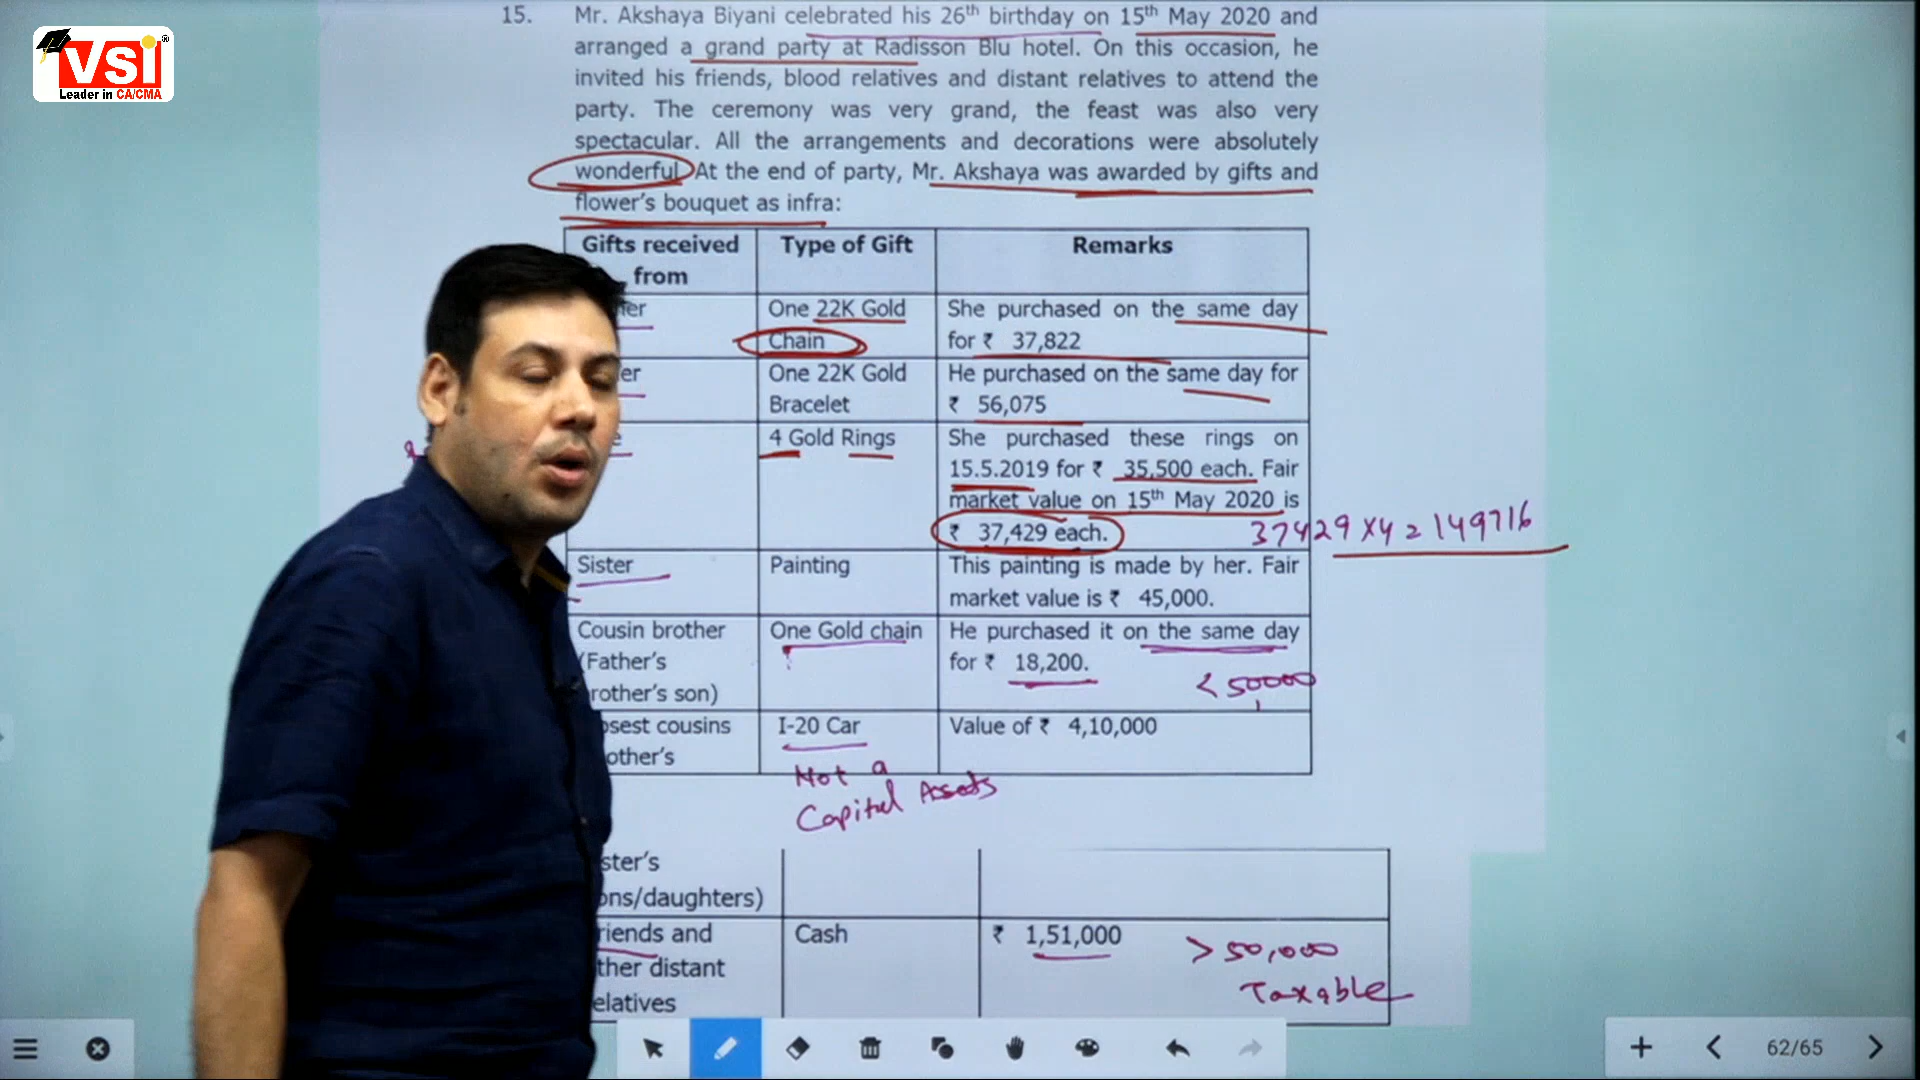 VSI
®
Leader in CA/CMA
15. Mr. Akshaya Biyani celebrated his 26th birthday on 15th May 2020 and
arranged a grand party at Radisson Blu hotel. On this occasion, he
invited his friends, blood relatives and distant relatives to attend the
party. The ceremony was very grand, the feast was also very
spectacular. All the arrangements and decorations were absolutely
wonderful At the end of party, Mr. Akshaya was awarded by gifts and
flower's bouquet as infra:
Gifts received
from
Type of Gift
Remarks
One 22K Gold
Chain
She purchased on the same day
for ₹ 37,822
One 22K Gold
Bracelet
He purchased on the same day for
₹ 56,075
4 Gold Rings
She purchased these rings on
15.5.2019 for ₹ 35,500 each. Fair
market value on 15th May 2020 is
₹ 37,429 each.
37429 x4 = 149716
Sister
Painting
This painting is made by her. Fair
market value is ₹ 45,000.
Cousin brother
(Father's
rother's son)
One Gold chain
He purchased it on the same day
for ₹ 18,200.
< 50000
osest cousins
other's
I-20 Car
Value of ₹ 4,10,000
Not a
Capital Assets
ster's
ons/daughters)
riends and
ther distant
elatives
Cash
₹ 1,51,000
> 50,000
Taxable
62/65